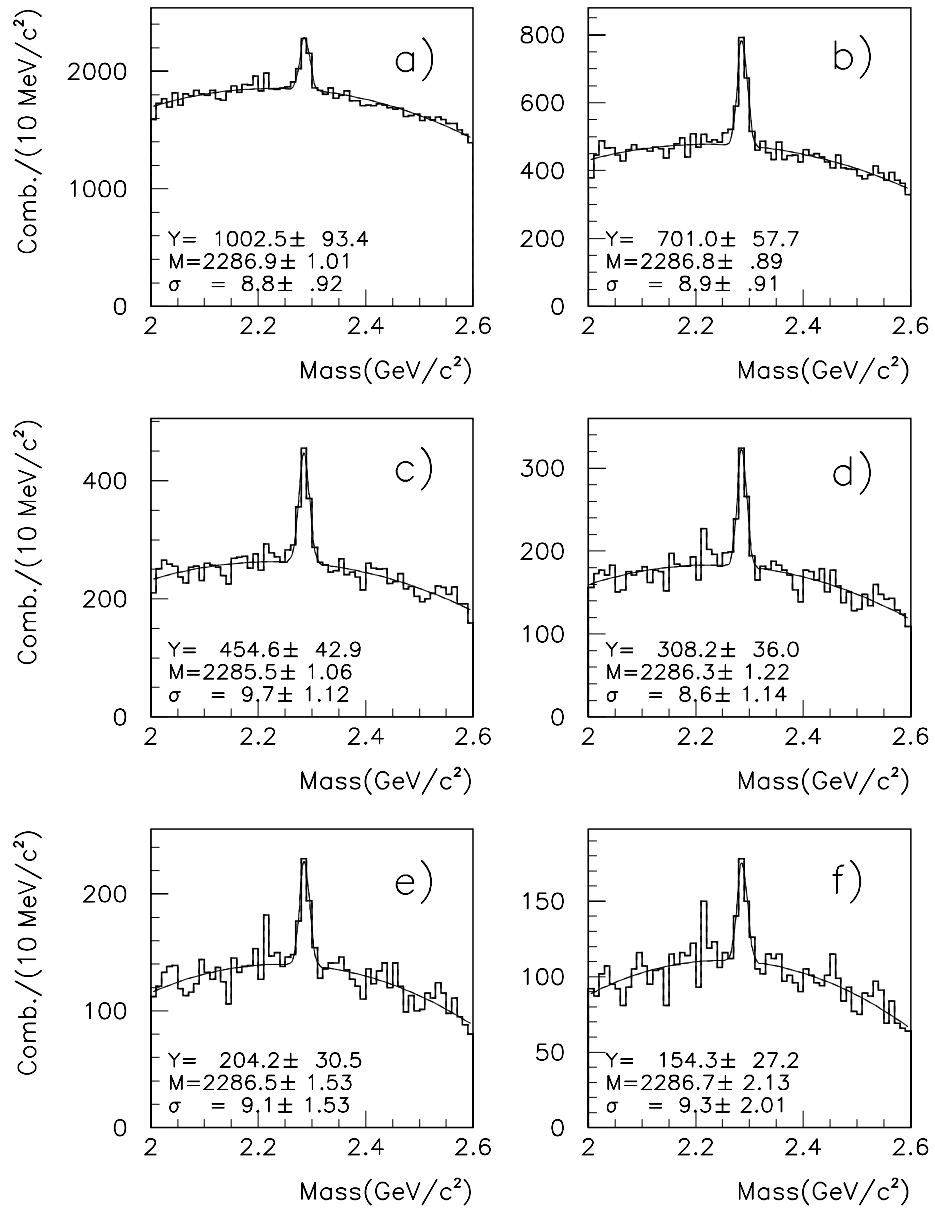 Comb./(10 MeV/c²)
2000
1000
0
a)
Y= 1002.5± 93.4
M=2286.9± 1.01
σ = 8.8± .92
2 2.2 2.4 2.6
Mass(GeV/c²)
800
600
400
200
0
b)
Y= 701.0± 57.7
M=2286.8± .89
σ = 8.9± .91
2 2.2 2.4 2.6
Mass(GeV/c²)
Comb./(10 MeV/c²)
400
200
0
c)
Y= 454.6± 42.9
M=2285.5± 1.06
σ = 9.7± 1.12
2 2.2 2.4 2.6
Mass(GeV/c²)
300
200
100
0
d)
Y= 308.2± 36.0
M=2286.3± 1.22
σ = 8.6± 1.14
2 2.2 2.4 2.6
Mass(GeV/c²)
Comb./(10 MeV/c²)
200
100
0
e)
Y= 204.2± 30.5
M=2286.5± 1.53
σ = 9.1± 1.53
2 2.2 2.4 2.6
Mass(GeV/c²)
150
100
50
0
f)
Y= 154.3± 27.2
M=2286.7± 2.13
σ = 9.3± 2.01
2 2.2 2.4 2.6
Mass(GeV/c²)